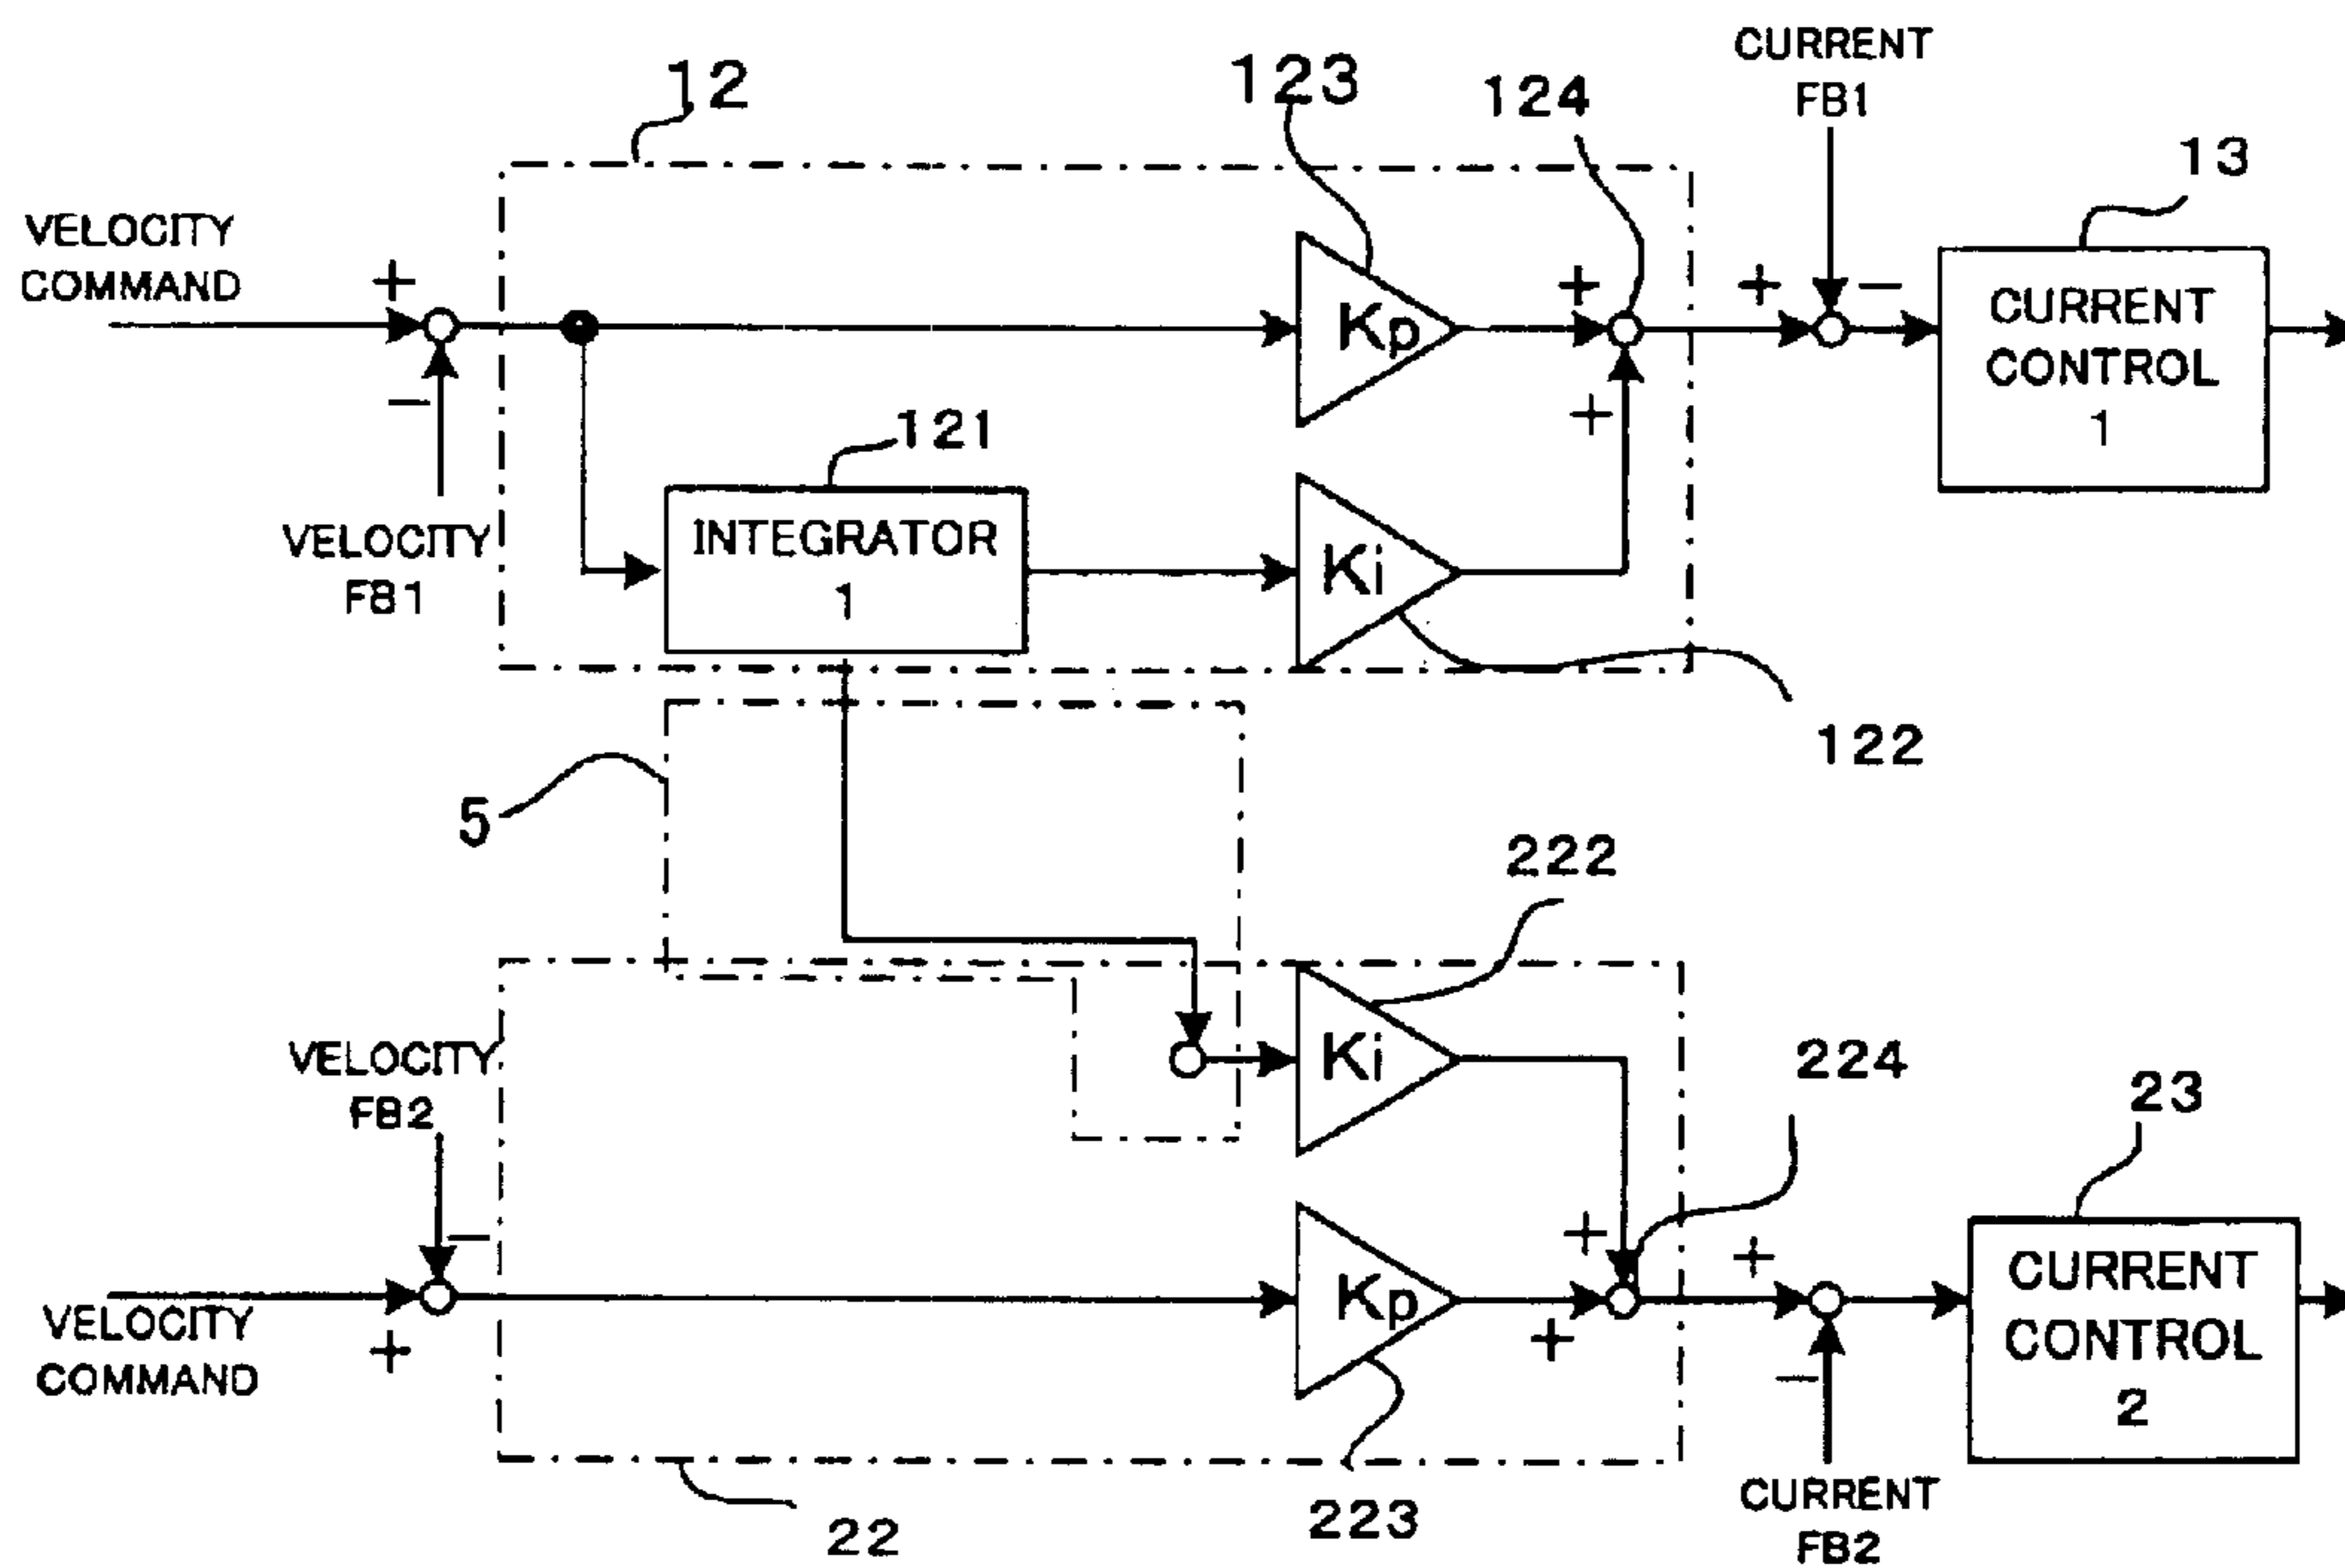 CURRENT
FB1
12
123
124
13
VELOCITY
COMMAND
+
+
+
−
Kp
CURRENT
CONTROL
1
−
121
+
VELOCITY
FB1
INTEGRATOR
1
Ki
122
5
222
VELOCITY
FB2
Ki
224
23
−
+
+
Kp
CURRENT
CONTROL
2
VELOCITY
COMMAND
+
+
−
22
223
CURRENT
FB2